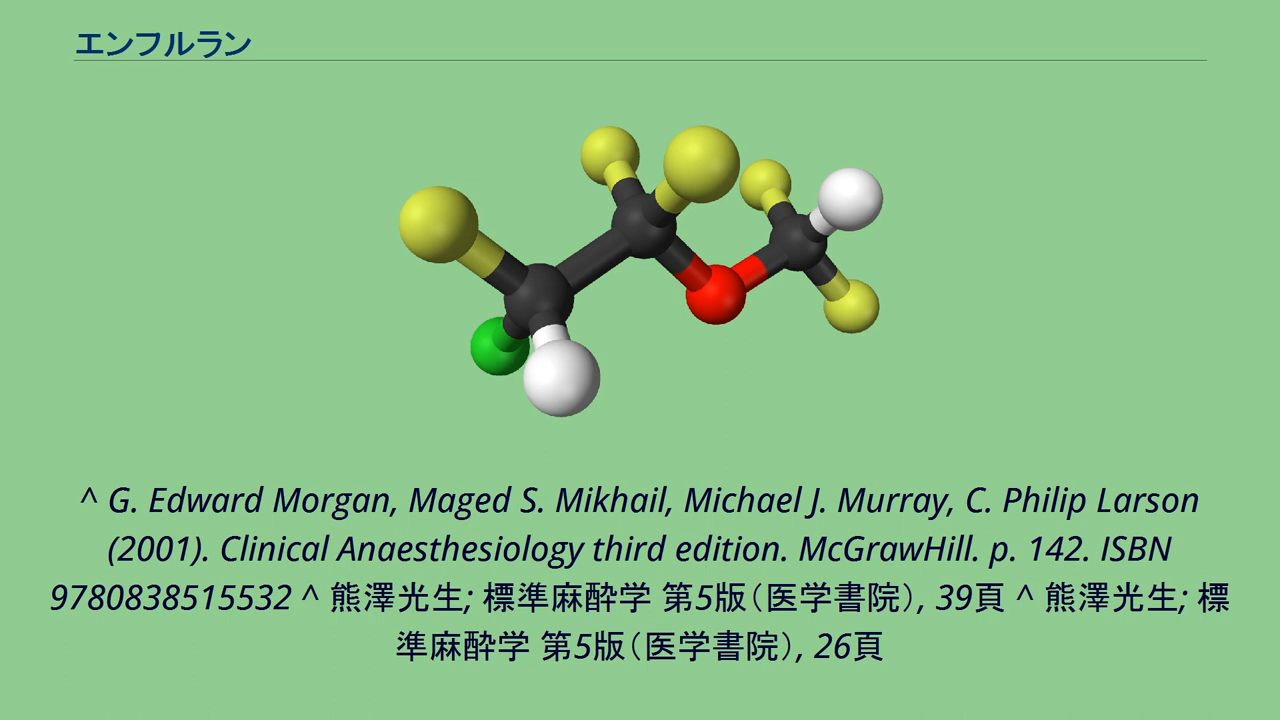 エンフルラン
^ G. Edward Morgan, Maged S. Mikhail, Michael J. Murray, C. Philip Larson
(2001). Clinical Anaesthesiology third edition. McGrawHill. p. 142. ISBN
9780838515532 ^ 熊澤光生; 標準麻酔学 第5版（医学書院）, 39頁 ^ 熊澤光生; 標
準麻酔学 第5版（医学書院）, 26頁